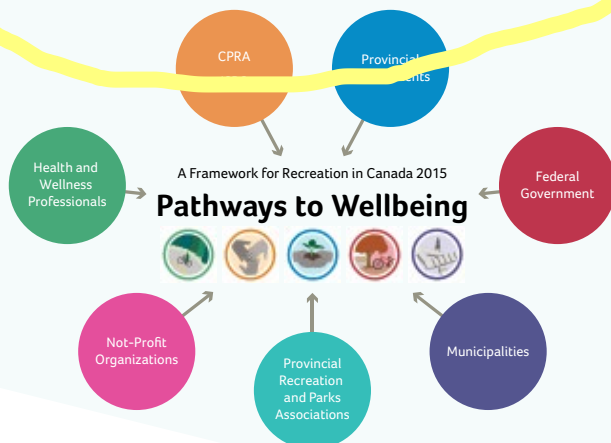 CPRA
Provincial
A Framework for Recreation in Canada 2015
Pathways to Wellbeing
Health and
Wellness
Professionals
Federal
Government
Not-Profit
Organizations
Provincial
Recreation
and Parks
Associations
Municipalities